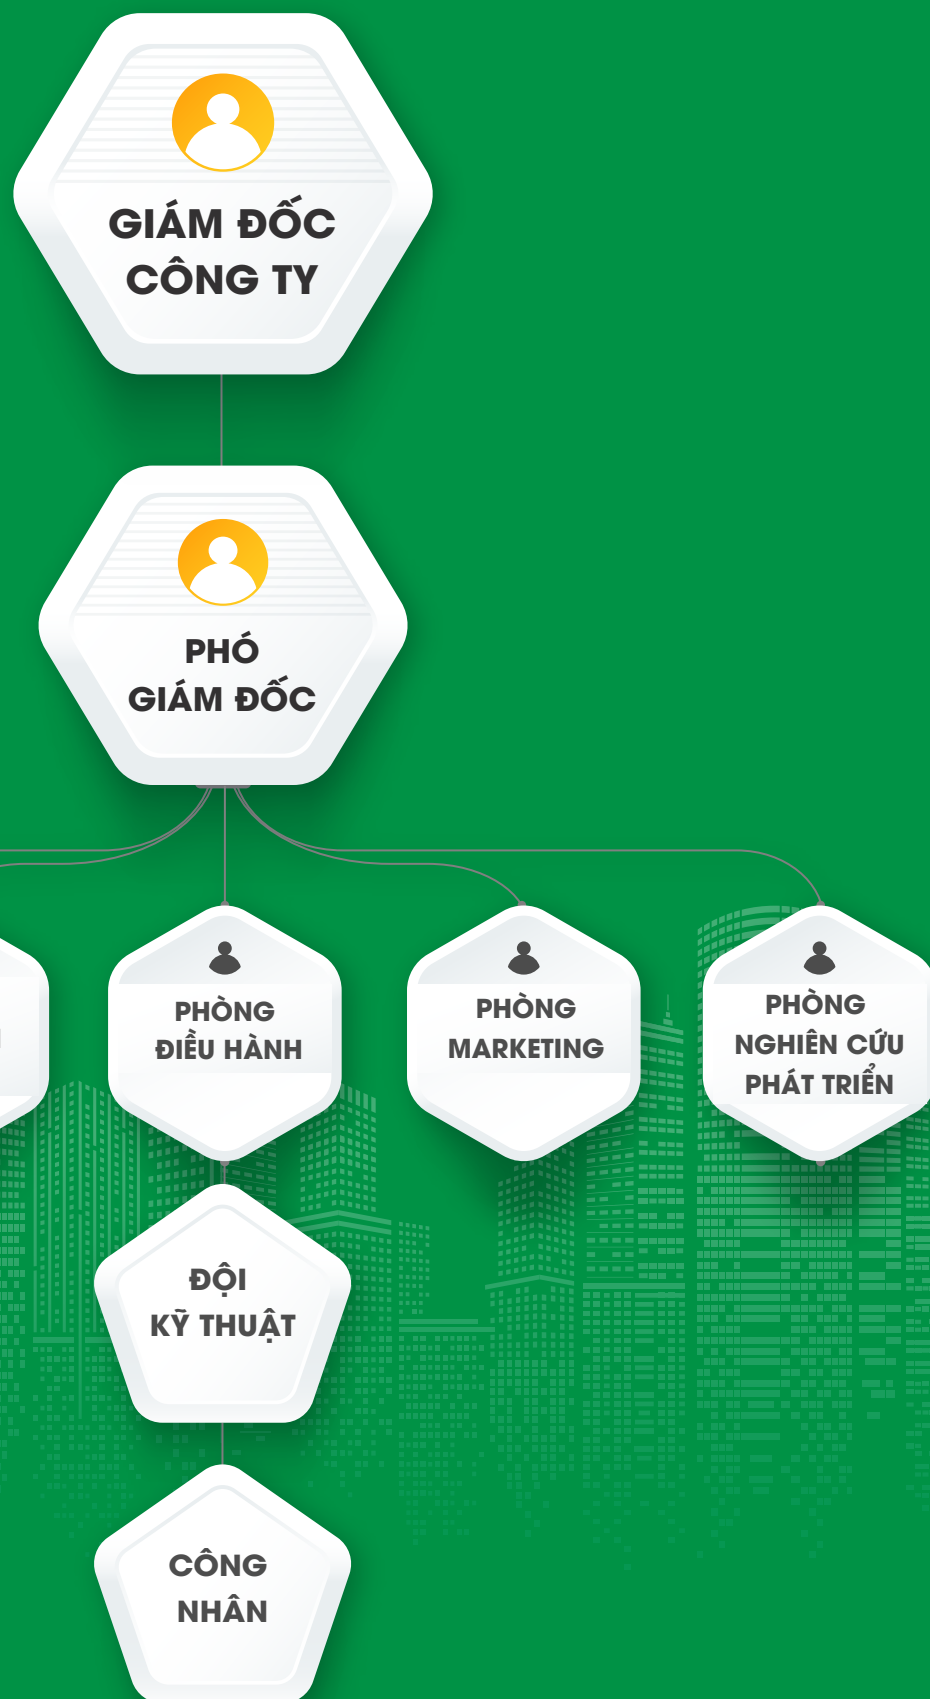 GIÁM ĐỐC
CÔNG TY
PHÓ
GIÁM ĐỐC
PHÒNG
ĐIỀU HÀNH
PHÒNG
MARKETING
PHÒNG
NGHIÊN CỨU
PHÁT TRIỂN
ĐỘI
KỸ THUẬT
CÔNG
NHÂN